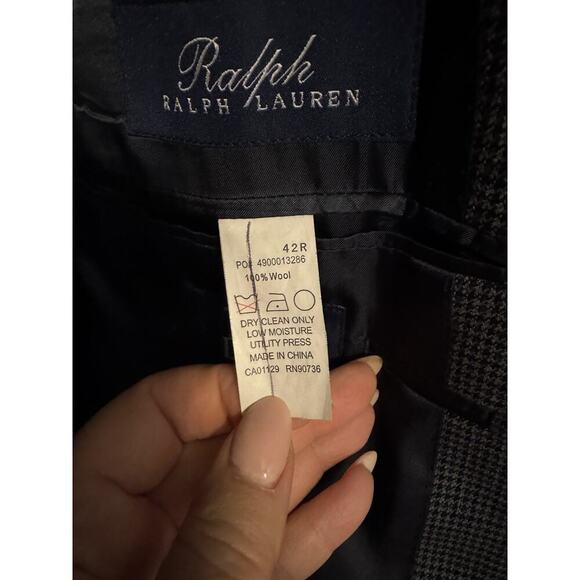 Ralph
RALPH LAUREN
42R
PO# 4900013286
100% Wool
DRY CLEAN ONLY
LOW MOISTURE
UTILITY PRESS
MADE IN CHINA
CA01129 RN90736